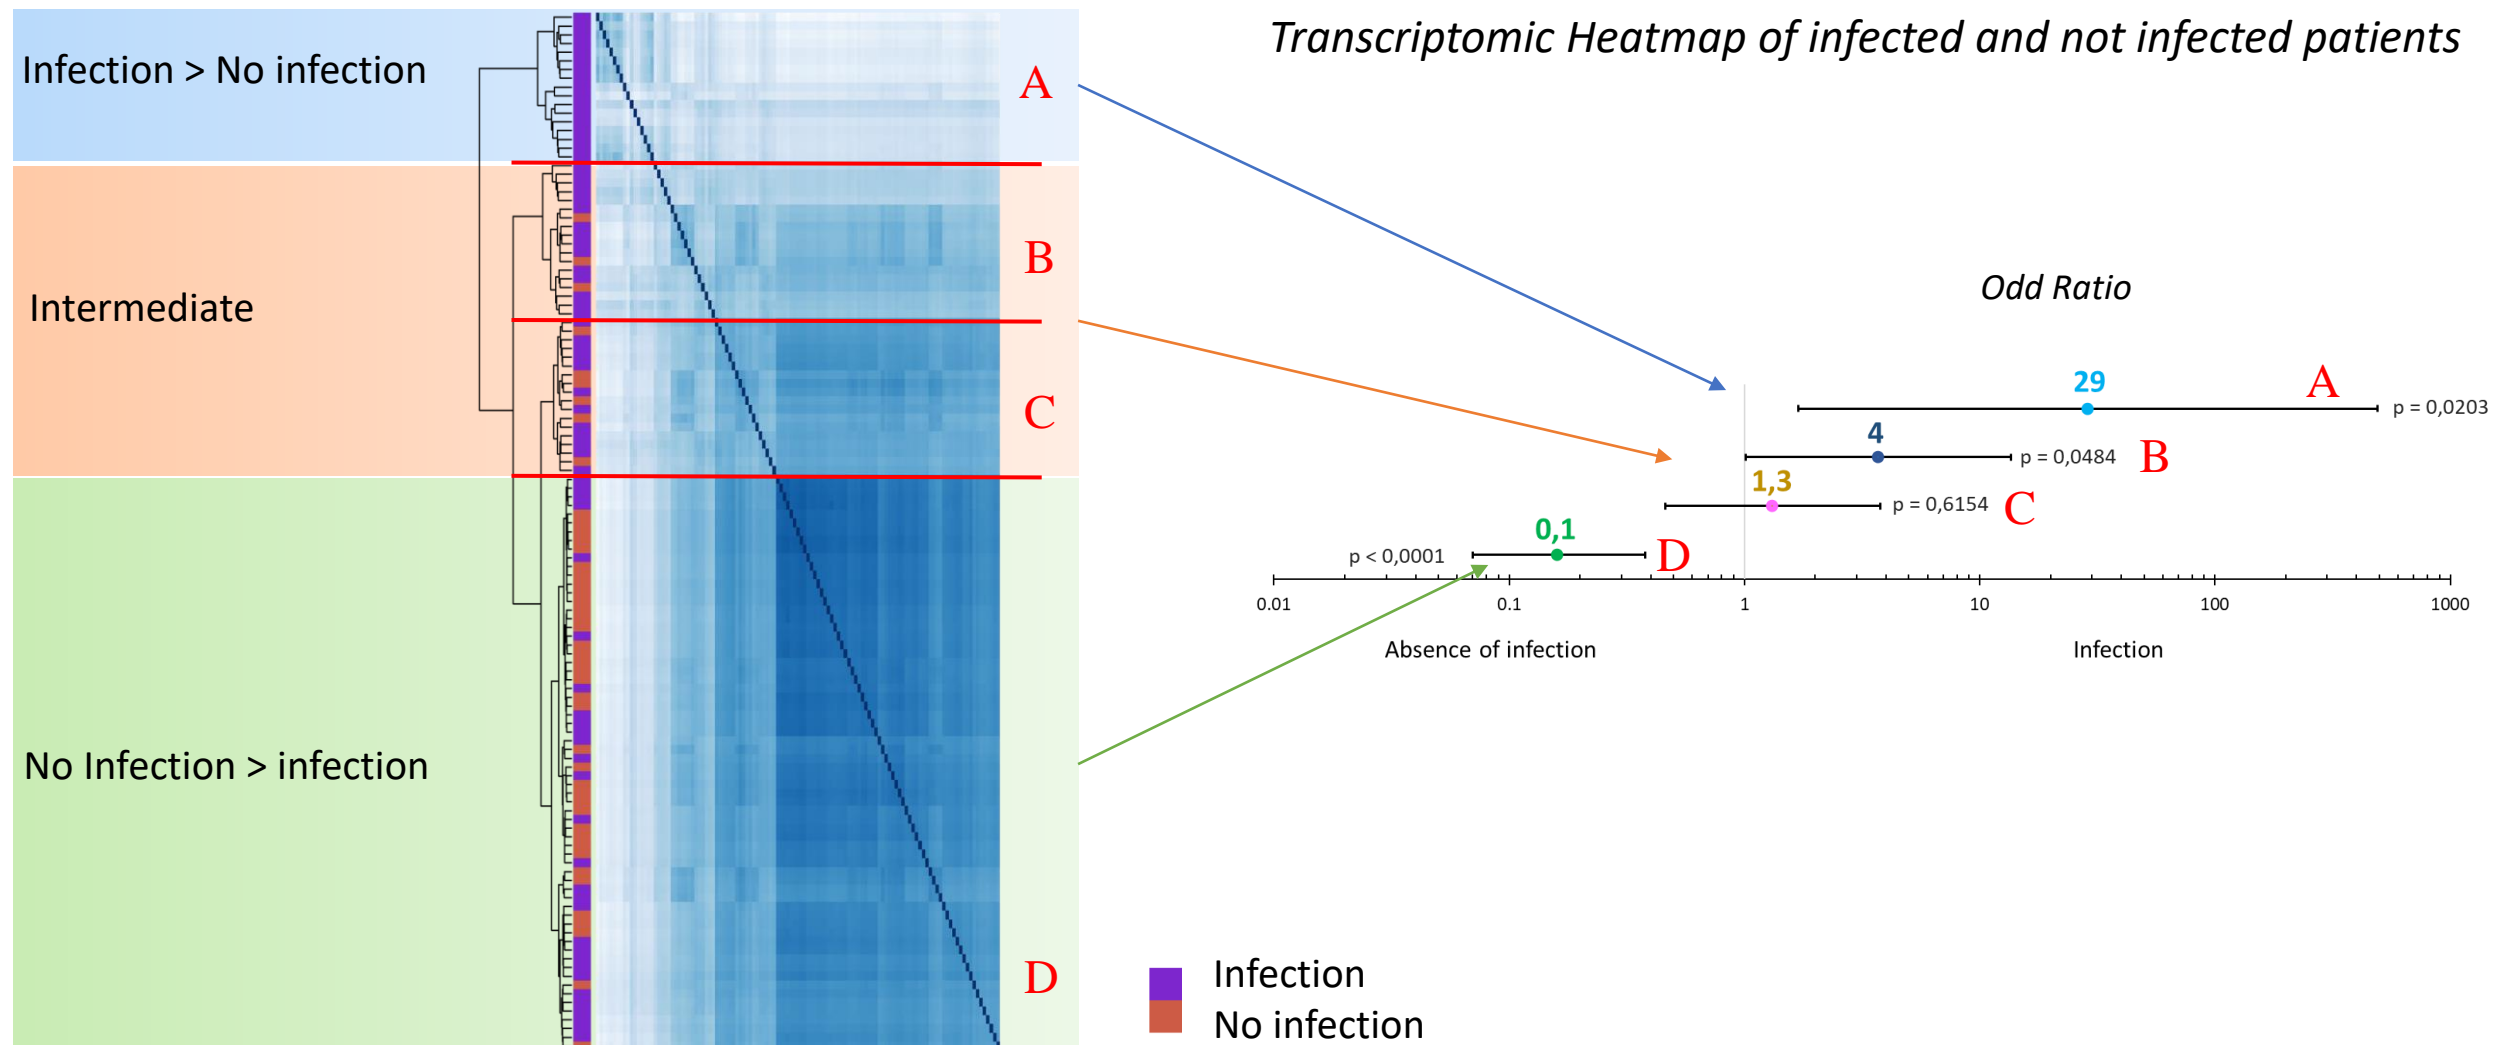 Transcriptomic Heatmap of infected and not infected patients
Infection > No infection
A
Intermediate
B
C
No Infection > infection
D
Odd Ratio
29
A
p = 0,0203
4
p = 0,0484
B
1,3
p = 0,6154
C
0,1
p < 0,0001
D
0.01
0.1
1
10
100
1000
Absence of infection
Infection
Infection
No infection